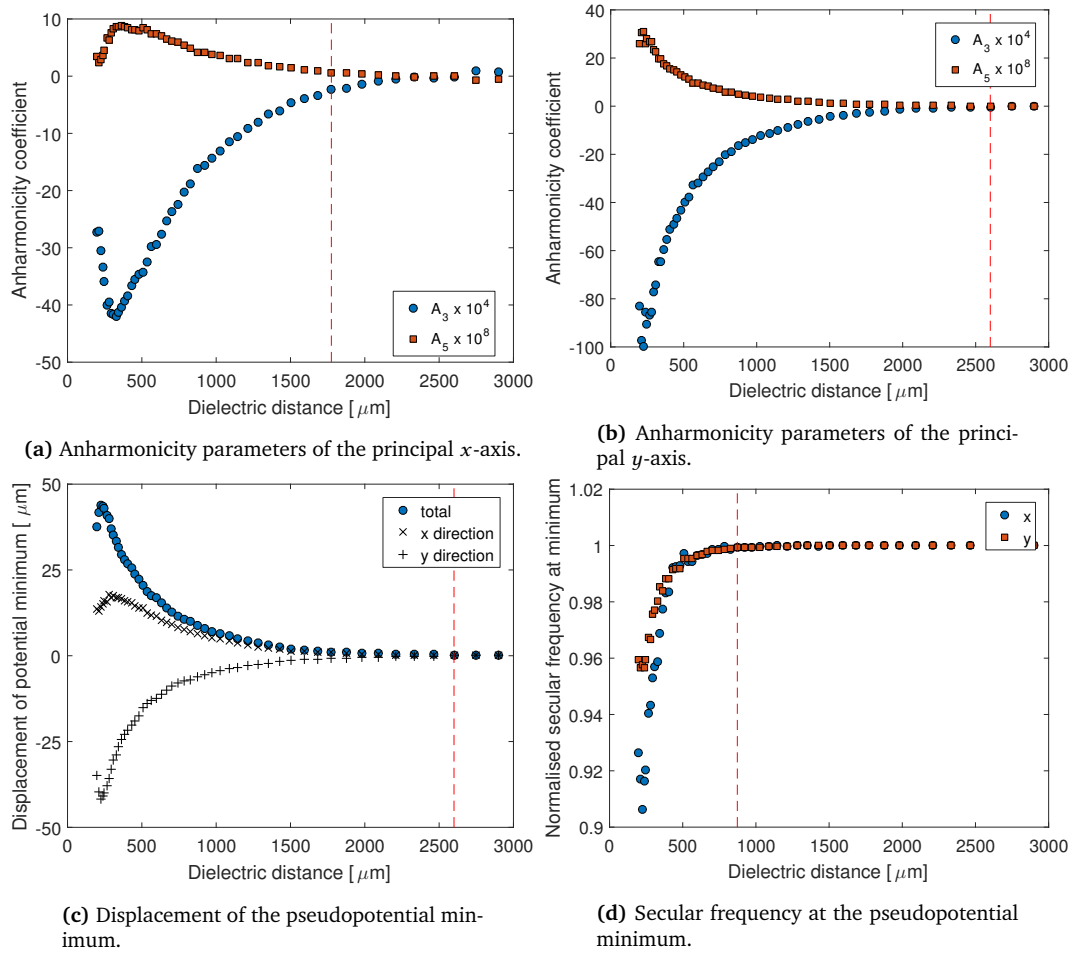 10
0
-10
-20
-30
-40
-50
Anharmonicity coefficient
A3 x 10^4
A5 x 10^8
0 500 1000 1500 2000 2500 3000
Dielectric distance [ μm]
(a) Anharmonicity parameters of the principal x-axis.
40
20
0
-20
-40
-60
-80
-100
Anharmonicity coefficient
A3 x 10^4
A5 x 10^8
0 500 1000 1500 2000 2500 3000
Dielectric distance [ μm]
(b) Anharmonicity parameters of the princi-
pal y-axis.
50
25
0
-25
-50
Displacement of potential minimum [ μm]
total
x direction
y direction
0 500 1000 1500 2000 2500 3000
Dielectric distance [ μm]
(c) Displacement of the pseudopotential min-
imum.
1.02
1
0.98
0.96
0.94
0.92
0.9
Normalised secular frequency at minimum
x
y
0 500 1000 1500 2000 2500 3000
Dielectric distance [ μm]
(d) Secular frequency at the pseudopotential
minimum.